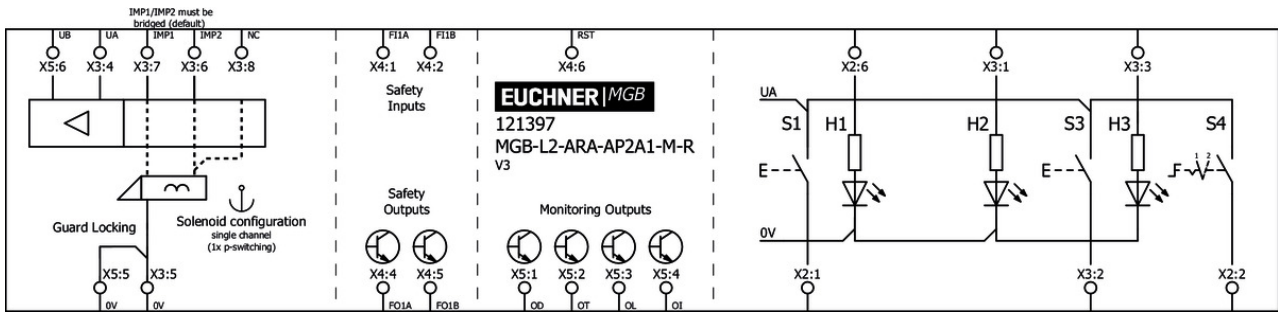 IMP1/IMP2 must be
bridged (default)
UB UA IMP1 IMP2 NC FI1A FI1B RST
X5:6 X3:4 X3:7 X3:6 X3:8 X4:1 X4:2 X4:6 X2:6 X3:1 X3:3
Safety
Inputs
EUCHNER MGB
121397
MGB-L2-ARA-AP2A1-M-R
V3
UA
S1 H1 H2 S3 H3 S4
E E F 1 2
Guard Locking
Solenoid configuration
single channel
(1x p-switching)
Safety
Outputs
Monitoring Outputs
0V
X5:5 X3:5 X4:4 X4:5 X5:1 X5:2 X5:3 X5:4 X2:1 X3:2 X2:2
0V 0V FO1A FO1B OD OT OL OI